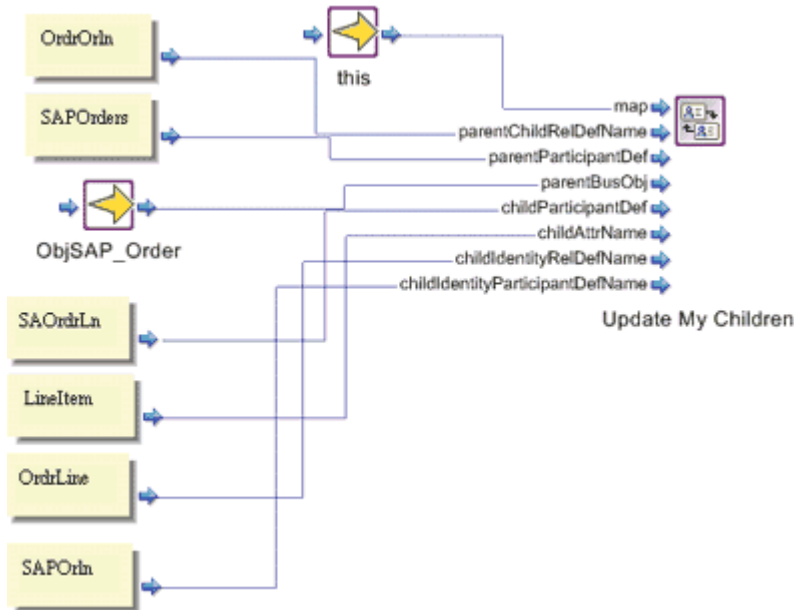 OrdrOrln
this
SAPOrders
map
parentChildRelDefName
parentParticipantDef
parentBusObj
childParticipantDef
childAttrName
childIdentityRelDefName
childIdentityParticipantDefName
Update My Children
ObjSAP_Order
SAOrdrLn
LineItem
OrdrLine
SAPOrln